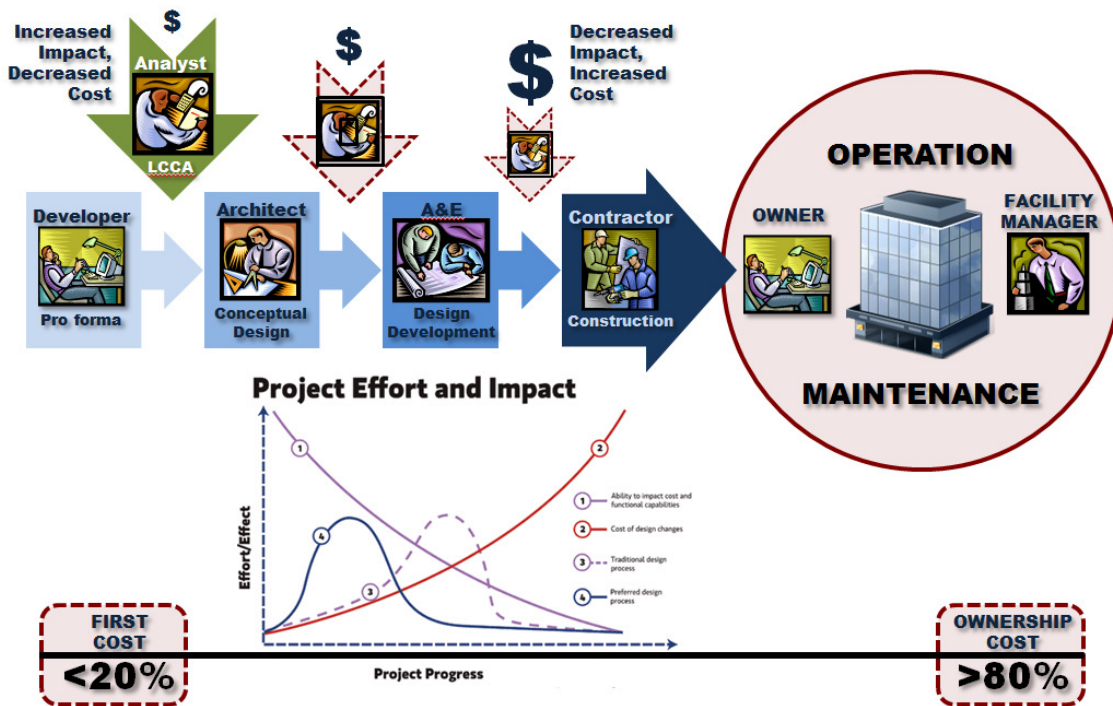 Increased
Impact,
Decreased
Cost
$
Analyst
LCCA
$
$
Decreased
Impact,
Increased
Cost
Developer
Pro forma
Architect
Conceptual
Design
A&E
Design
Development
Contractor
Construction
OPERATION
OWNER
FACILITY
MANAGER
MAINTENANCE
Project Effort and Impact
Effort/Effect
1
2
3
4
1 Ability to impact cost and
functional capabilities
2 Cost of design changes
3 Traditional design
process
4 Preferred design
process
Project Progress
FIRST
COST
<20%
OWNERSHIP
COST
>80%